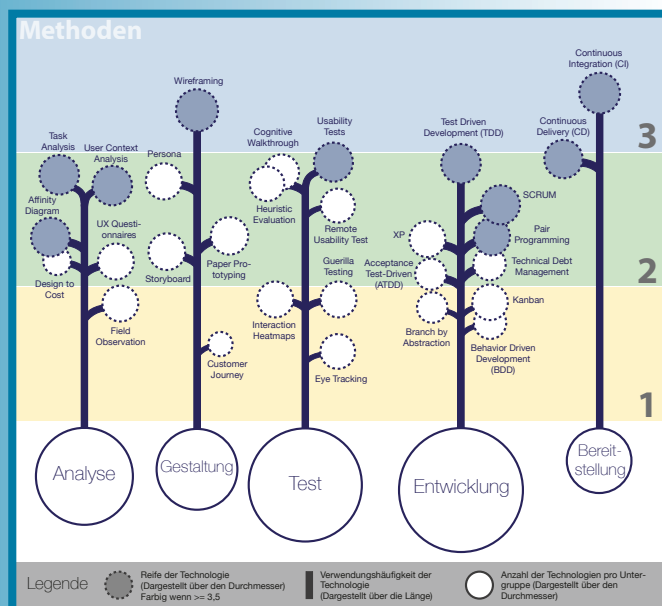 Methoden
Continuous
Integration (CI)
Wireframing
Task
Analysis
User Context
Analysis
Persona
Cognitive
Walkthrough
Usability
Tests
Test Driven
Development (TDD)
Continuous
Delivery (CD)
3
Affinity
Diagram
UX Questi-
onnaires
Heuristic
Evaluation
Remote
Usability Test
SCRUM
XP
Pair
Programming
Design to
Cost
Storyboard
Paper Pro-
totyping
Guerilla
Testing
Acceptance
Test-Driven
(ATDD)
Technical Debt
Management
2
Field
Observation
Customer
Journey
Interaction
Heatmaps
Eye Tracking
Branch by
Abstraction
Kanban
Behavior Driven
Development
(BDD)
1
Analyse
Gestaltung
Test
Entwicklung
Bereit-
stellung
Legende
Reife der Technologie
(Dargestellt über den Durchmesser)
Farbig wenn >= 3,5
Verwendungshäufigkeit der
Technologie
(Dargestellt über die Länge)
Anzahl der Technologien pro Unter-
gruppe (Dargestellt über den
Durchmesser)